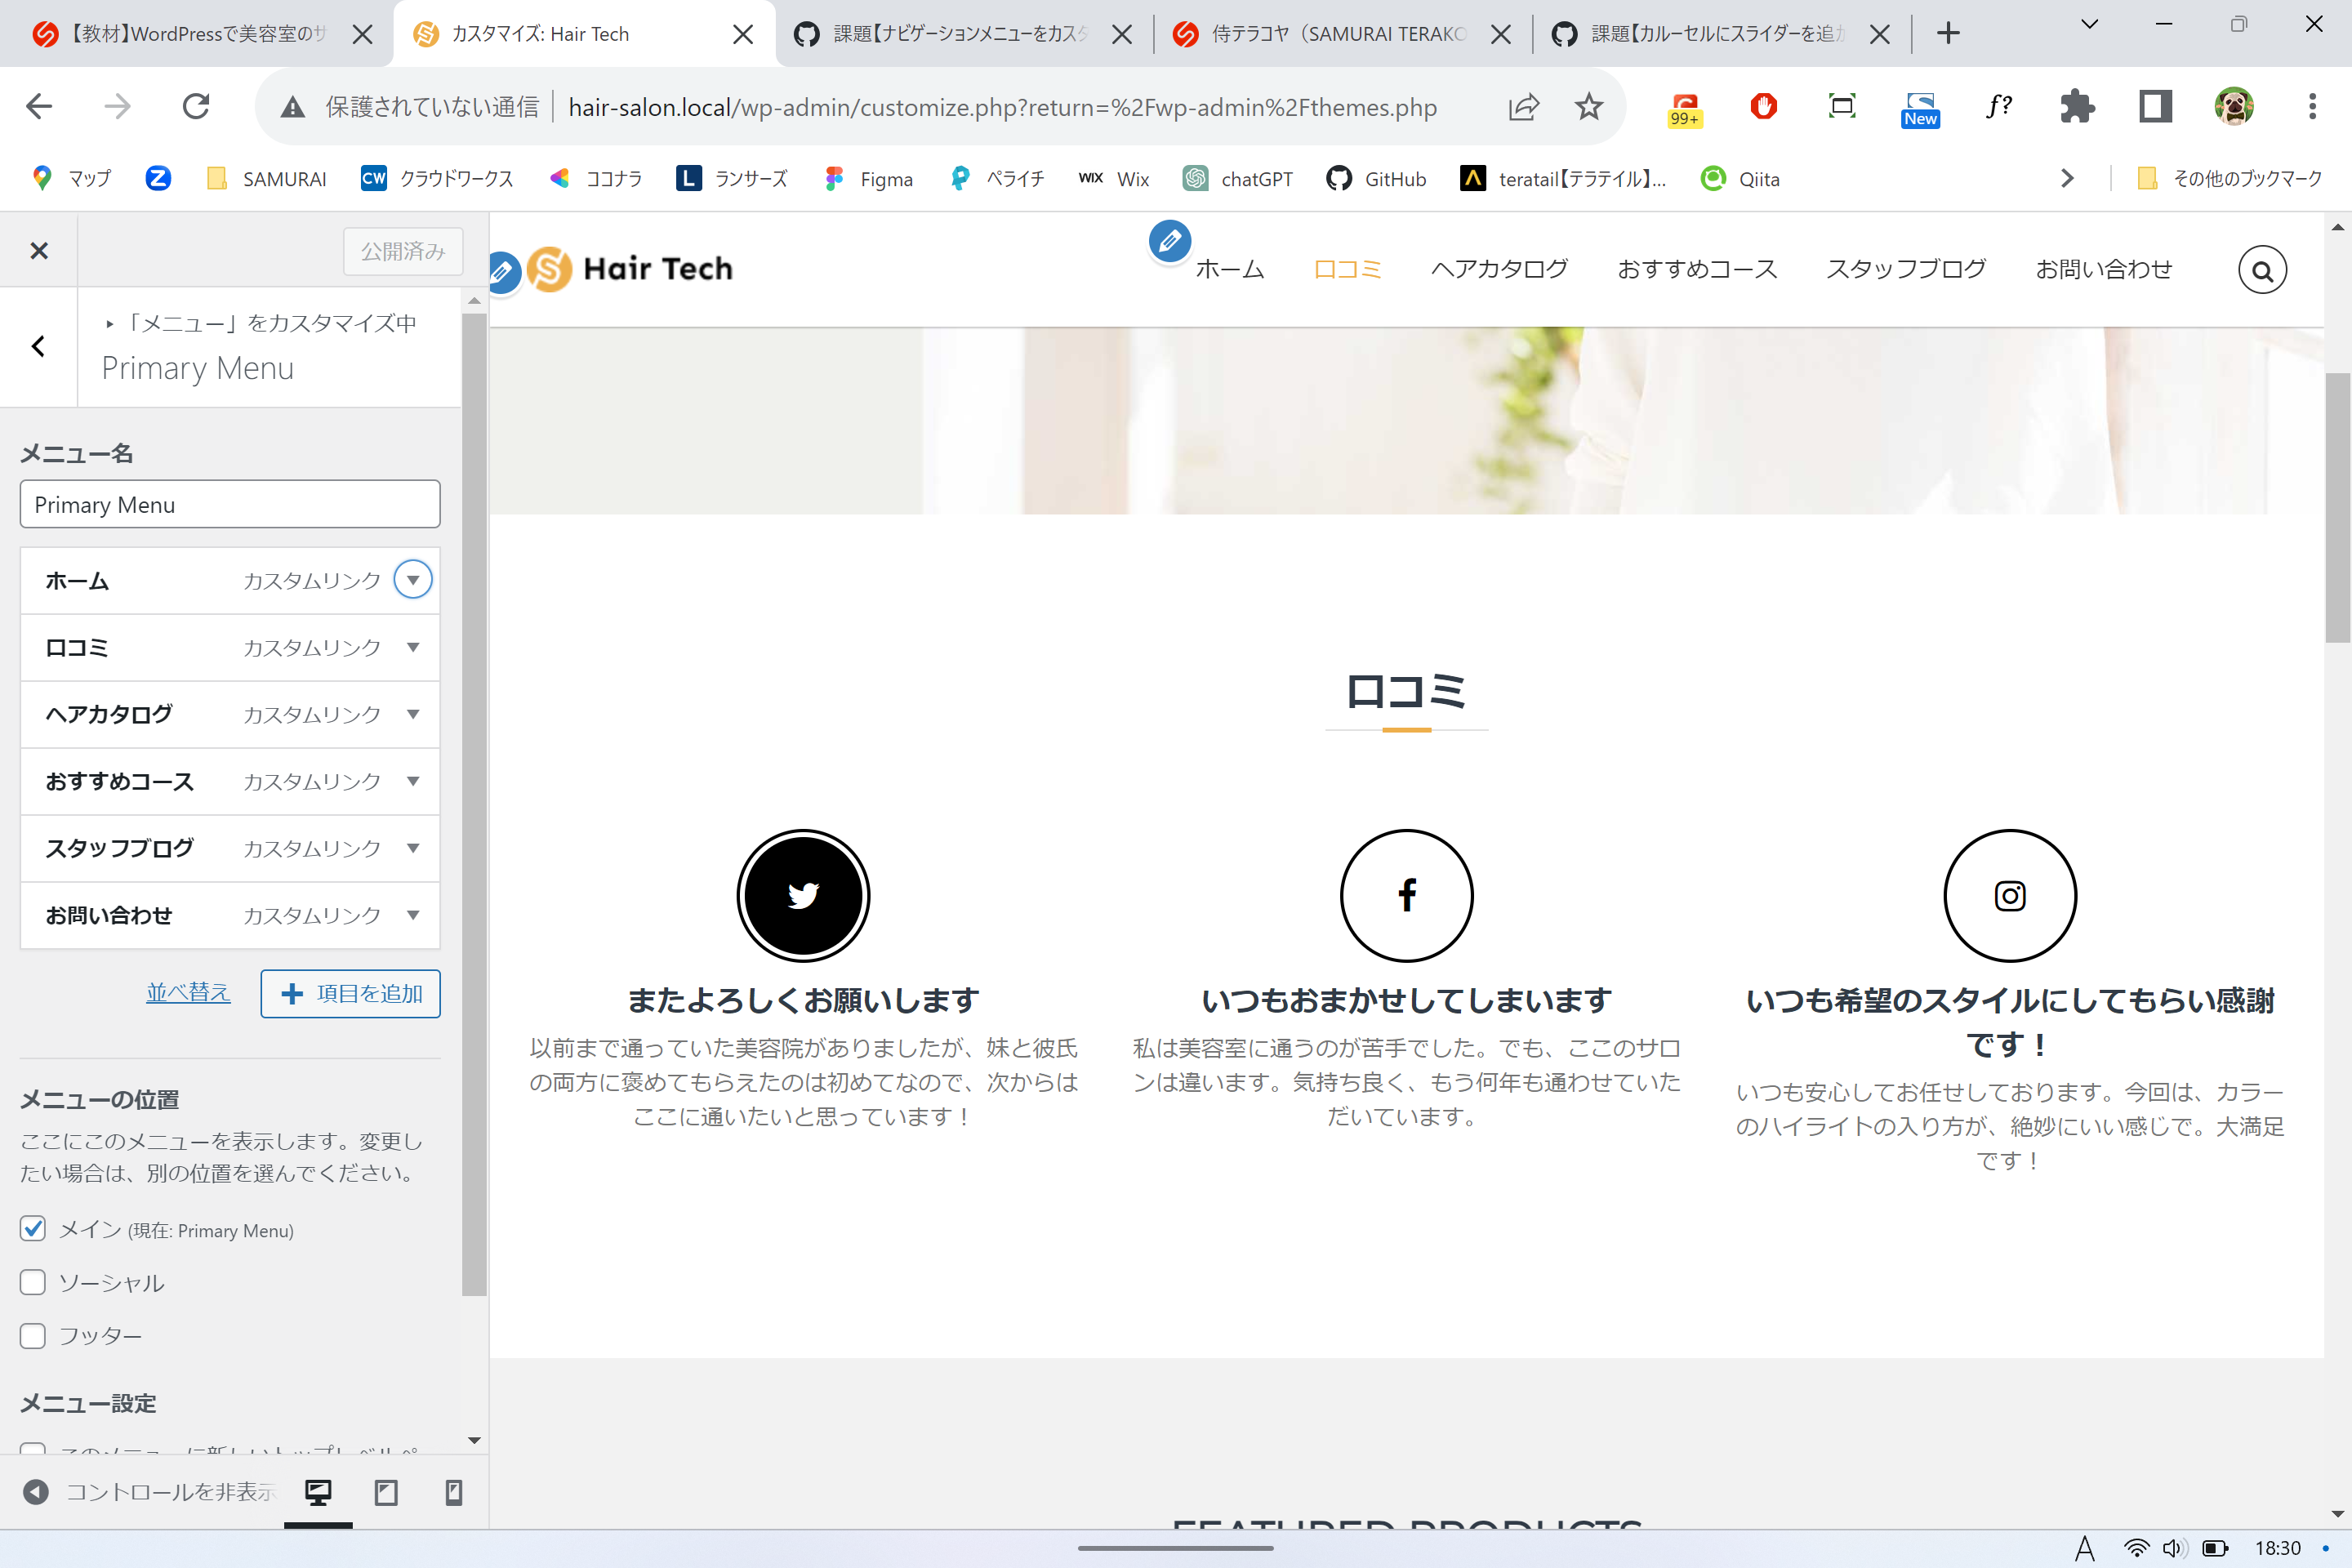 【教材】WordPressで美容室のサ
カスタマイズ: Hair Tech
課題【ナビゲーションメニューをカスタ
侍テラコヤ（SAMURAI TERAKO
課題【カルーセルにスライダーを追加
保護されていない通信
hair-salon.local/wp-admin/customize.php?return=%2Fwp-admin%2Fthemes.php
99+
New
f?
マップ
Z
SAMURAI
CW クラウドワークス
ココナラ
L ランサーズ
Figma
ペライチ
WIX Wix
chatGPT
GitHub
teratail【テラテイル】...
Qiita
その他のブックマーク
公開済み
「メニュー」をカスタマイズ中
Primary Menu
メニュー名
Primary Menu
ホーム カスタムリンク
口コミ カスタムリンク
ヘアカタログ カスタムリンク
おすすめコース カスタムリンク
スタッフブログ カスタムリンク
お問い合わせ カスタムリンク
並べ替え
項目を追加
メニューの位置
ここにこのメニューを表示します。変更し
たい場合は、別の位置を選んでください。
メイン (現在: Primary Menu)
ソーシャル
フッター
メニュー設定
コントロールを非表示
Hair Tech
ホーム
口コミ
ヘアカタログ
おすすめコース
スタッフブログ
お問い合わせ
口コミ
またよろしくお願いします
以前まで通っていた美容院がありましたが、妹と彼氏
の両方に褒めてもらえたのは初めてなので、次からは
ここに通いたいと思っています！
いつもおまかせしてしまいます
私は美容室に通うのが苦手でした。でも、ここのサロ
ンは違います。気持ち良く、もう何年も通わせていた
だいています。
いつも希望のスタイルにしてもらい感謝
です！
いつも安心してお任せしております。今回は、カラー
のハイライトの入り方が、絶妙にいい感じで。大満足
です！
FEATURED PRODUCTS
A
18:30